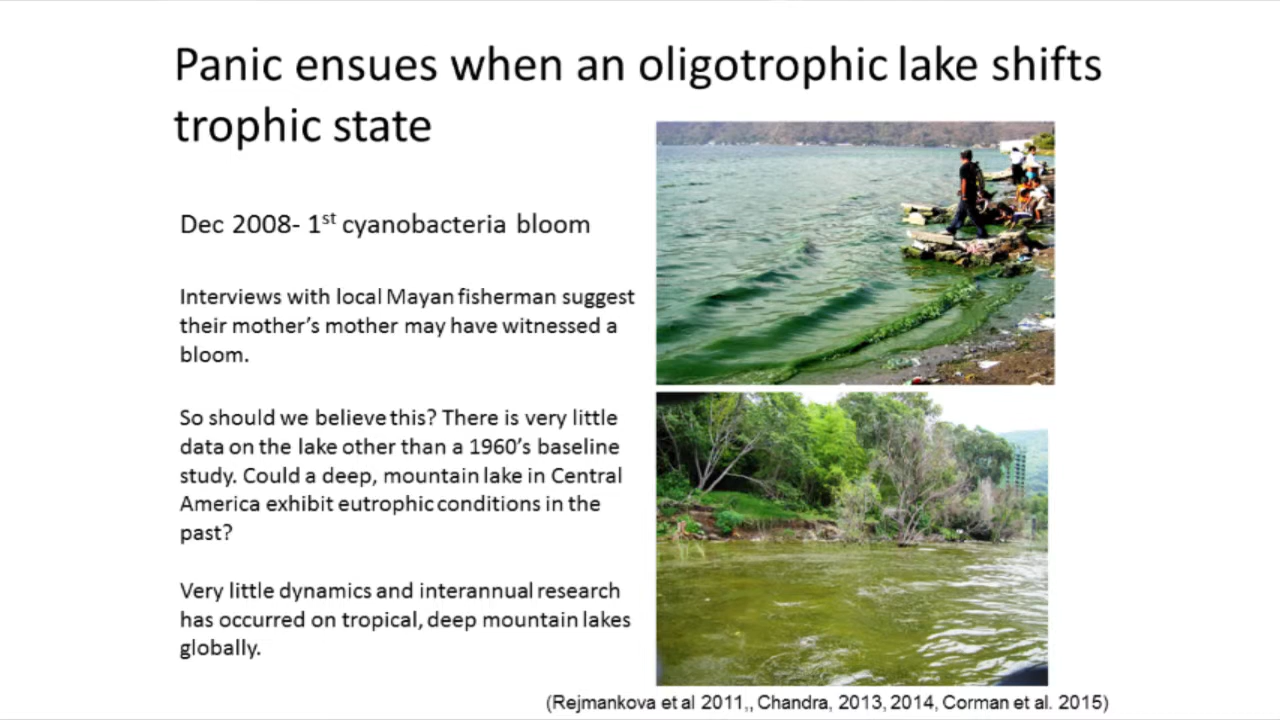 Panic ensues when an oligotrophic lake shifts
trophic state
Dec 2008- 1st cyanobacteria bloom
Interviews with local Mayan fisherman suggest
their mother’s mother may have witnessed a
bloom.
So should we believe this? There is very little
data on the lake other than a 1960’s baseline
study. Could a deep, mountain lake in Central
America exhibit eutrophic conditions in the
past?
Very little dynamics and interannual research
has occurred on tropical, deep mountain lakes
globally.
(Rejmankova et al 2011,, Chandra, 2013, 2014, Corman et al. 2015)